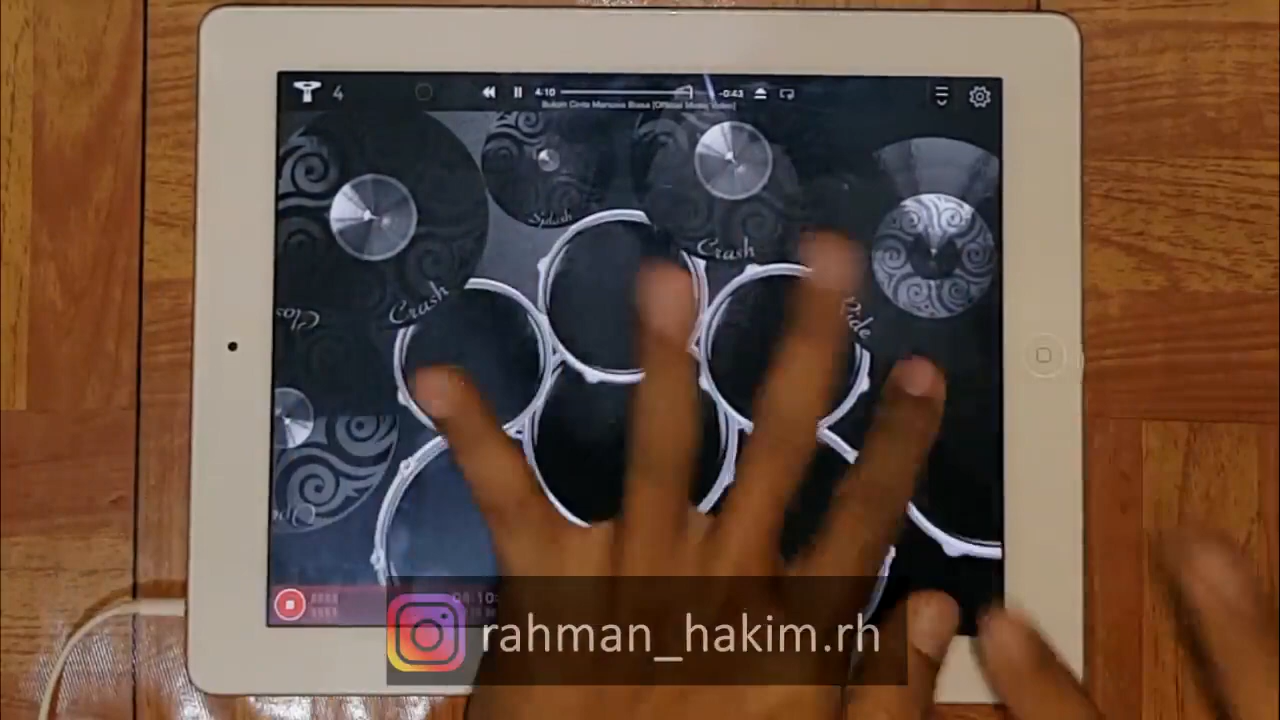 4
4:10
-0:43
Bukan Cinta Manusia Biasa [Official Music Video]
Splash
Crash
Crash
Ride
rahman_hakim.rh